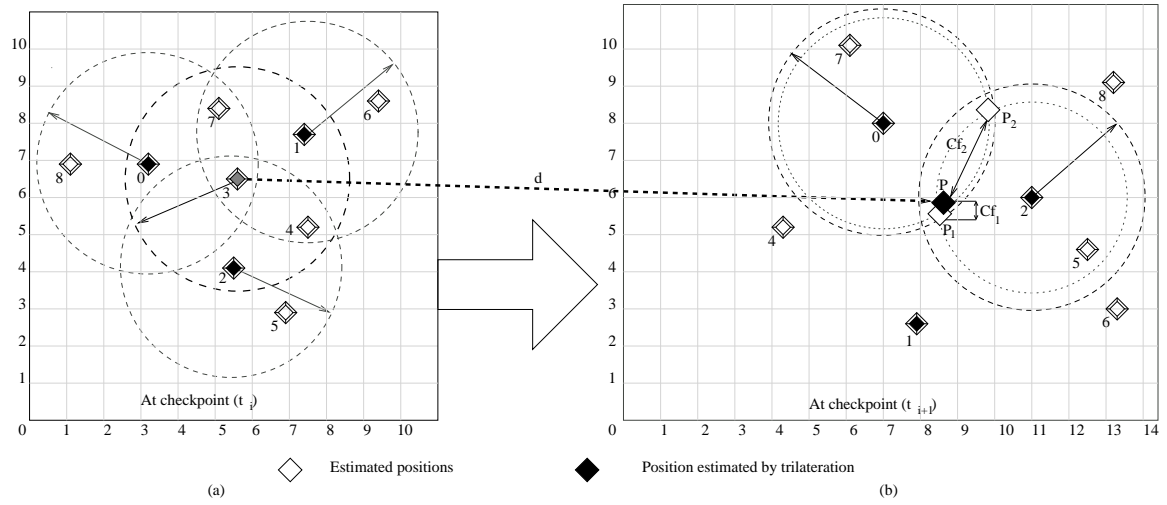 10
9
8
7
6
5
4
3
2
1
0 1 2 3 4 5 6 7 8 9 10
7
1
6
8
0
3
4
2
5
At checkpoint (t i)
d
10
9
8
7
6
5
4
3
2
1
0 1 2 3 4 5 6 7 8 9 10 11 12 13 14
7
8
0
P2
Cf2
P
2
Cf1
P1
4
5
6
1
At checkpoint (t i+1)
Estimated positions
Position estimated by trilateration
(a)
(b)